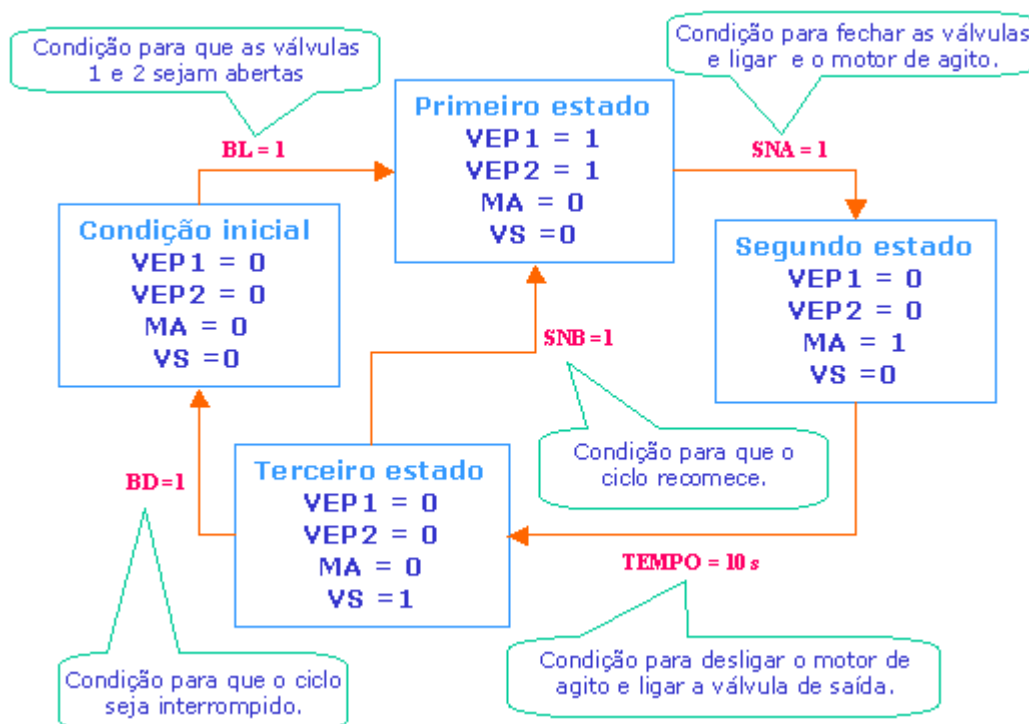 Condição para que as válvulas
1 e 2 sejam abertas
Condição para fechar as válvulas
e ligar e o motor de agito.
BL = 1
Primeiro estado
VEP1 = 1
VEP2 = 1
MA = 0
VS =0
SNA = 1
Condição inicial
VEP1 = 0
VEP2 = 0
MA = 0
VS =0
Segundo estado
VEP1 = 0
VEP2 = 0
MA = 1
VS =0
SNB =1
Condição para que o
ciclo recomece.
BD =1
Terceiro estado
VEP1 = 0
VEP2 = 0
MA = 0
VS =1
TEMPO = 10 s
Condição para que o ciclo
seja interrompido.
Condição para desligar o motor de
agito e ligar a válvula de saída.